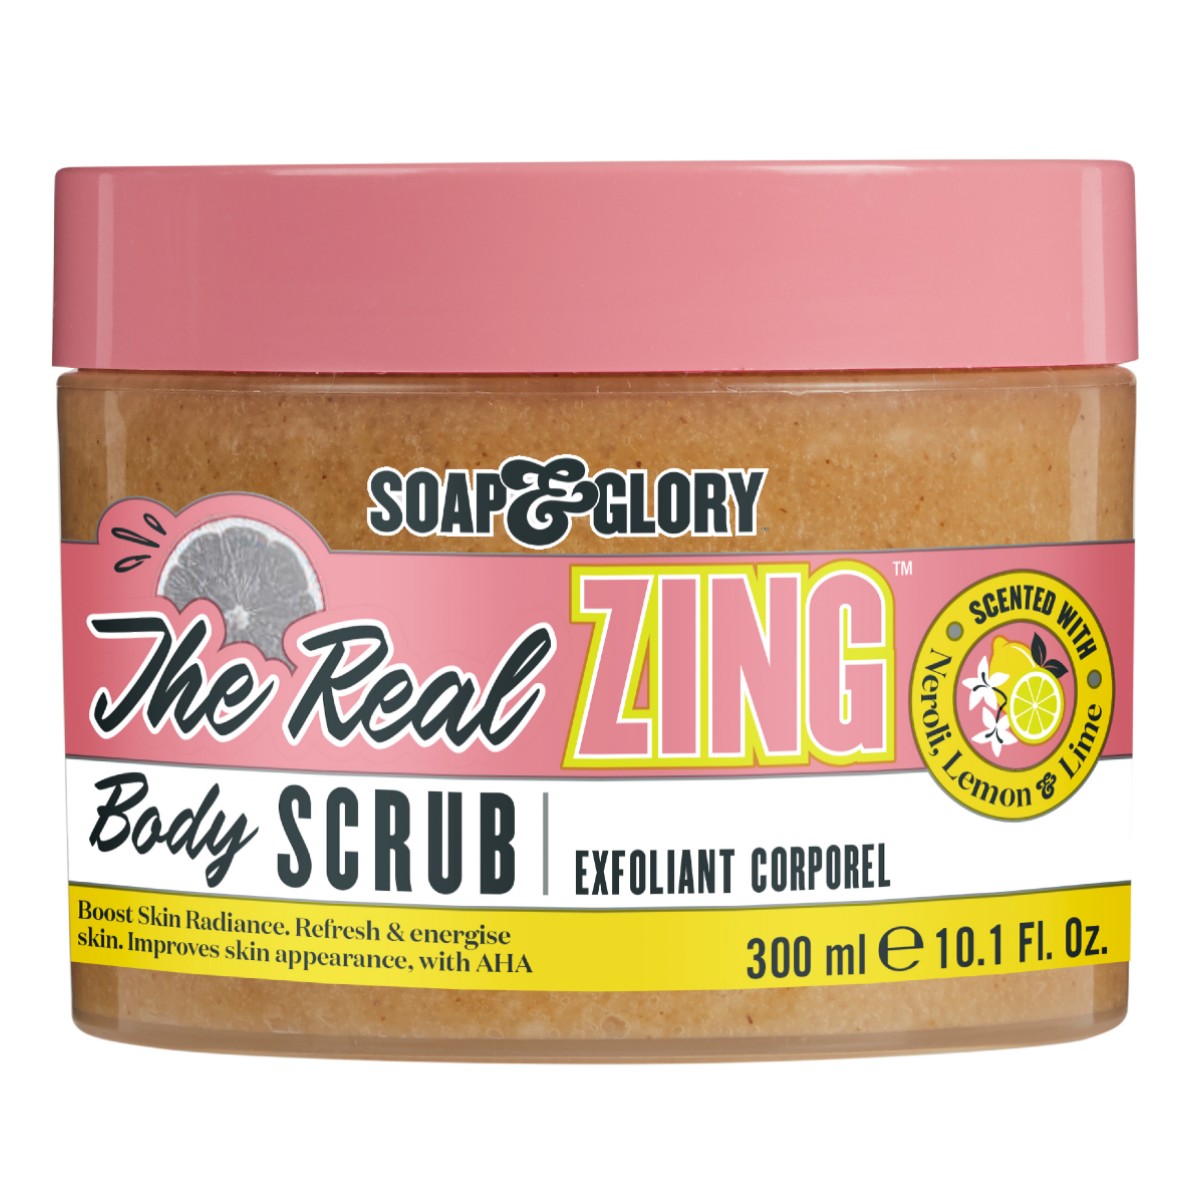 SOAP&GLORY
The Real ZING™
SCENTED WITH
Neroli, Lemon & Lime
Body SCRUB | EXFOLIANT CORPOREL
Boost Skin Radiance. Refresh & energise
skin. Improves skin appearance, with AHA
300 ml ℮ 10.1 Fl. Oz.